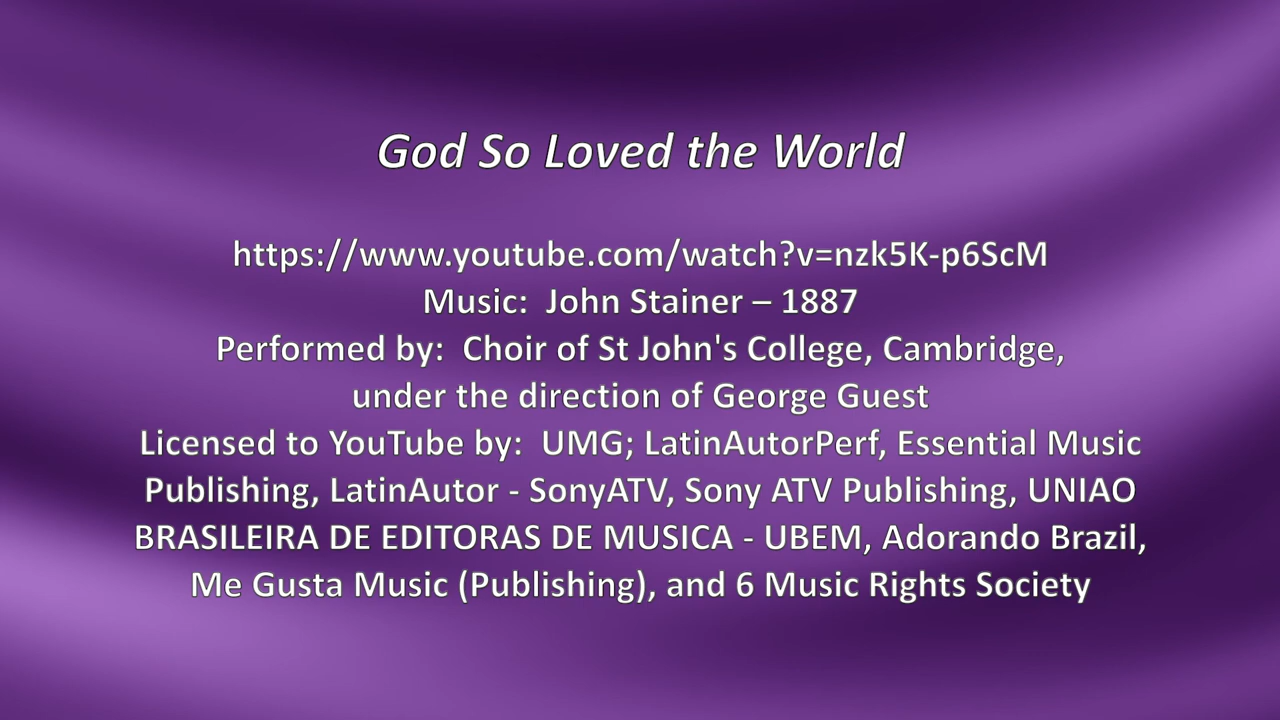 God So Loved the World
https://www.youtube.com/watch?v=nzk5K-p6ScM
Music:  John Stainer – 1887
Performed by:  Choir of St John's College, Cambridge,
under the direction of George Guest
Licensed to YouTube by:  UMG; LatinAutorPerf, Essential Music
Publishing, LatinAutor - SonyATV, Sony ATV Publishing, UNIAO
BRASILEIRA DE EDITORAS DE MUSICA - UBEM, Adorando Brazil,
Me Gusta Music (Publishing), and 6 Music Rights Society